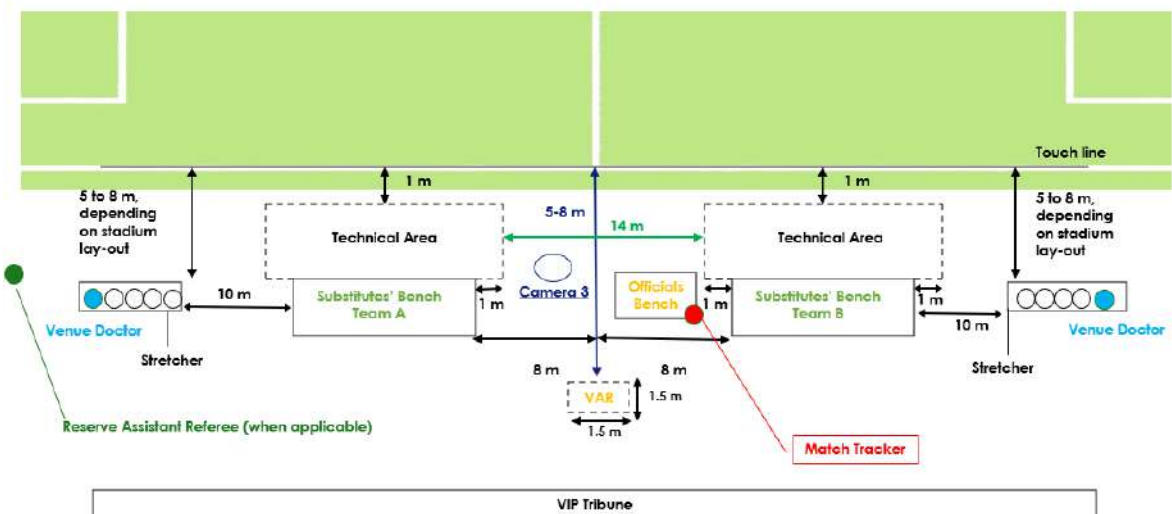 Touch line
1 m
1 m
5 to 8 m,
depending
on stadium
lay-out
5-8 m
5 to 8 m,
depending
on stadium
lay-out
Technical Area
14 m
Technical Area
10 m
Substitutes' Bench
Team A
1 m
Camera 3
Officials
Bench
1 m
Substitutes' Bench
Team B
1 m
10 m
Venue Doctor
Stretcher
Venue Doctor
Stretcher
8 m
8 m
VAR
1.5 m
1.5 m
Reserve Assistant Referee (when applicable)
Match Tracker
VIP Tribune